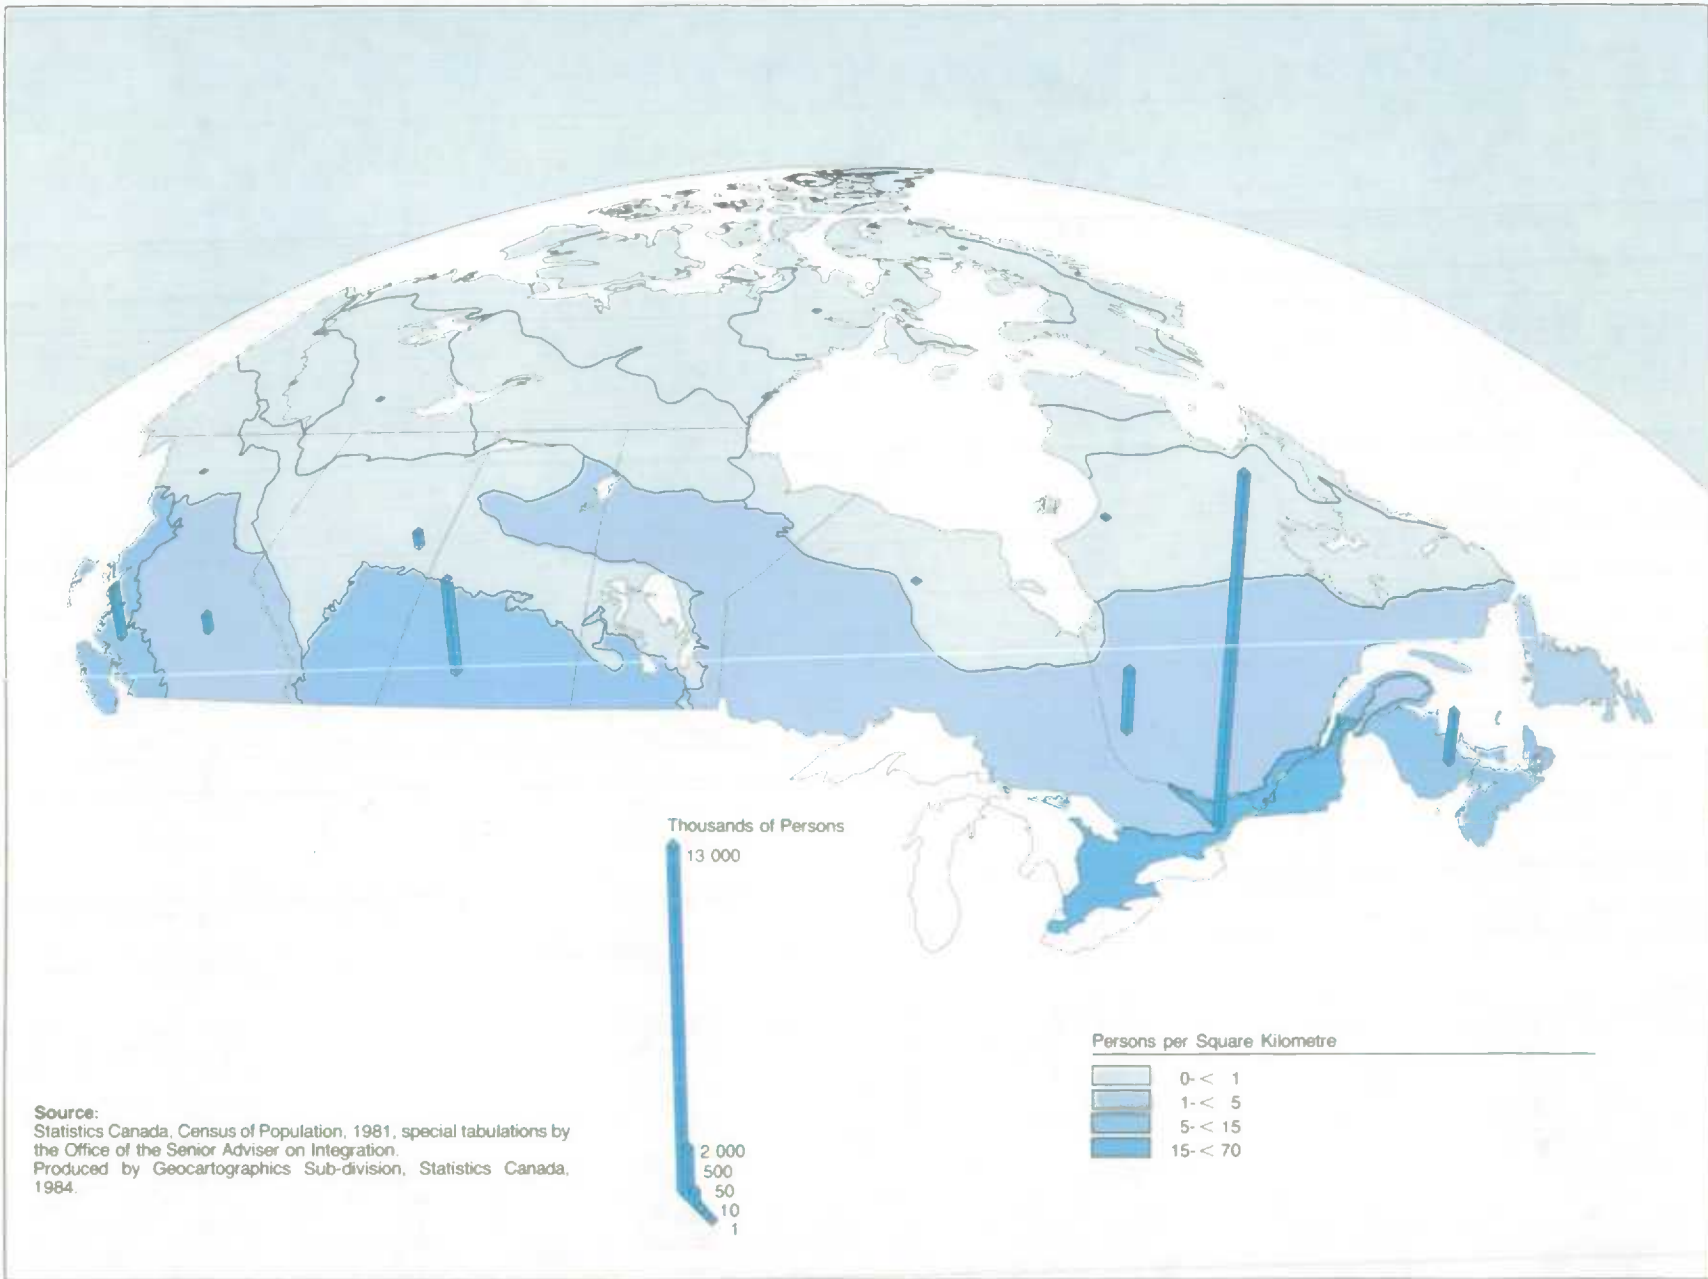 Thousands of Persons
13 000
2 000
500
50
10
1
Persons per Square Kilometre
0-< 1
1-< 5
5-< 15
15-< 70
Source:
Statistics Canada, Census of Population, 1981, special tabulations by
the Office of the Senior Adviser on Integration.
Produced by Geocartographics Sub-division, Statistics Canada,
1984.